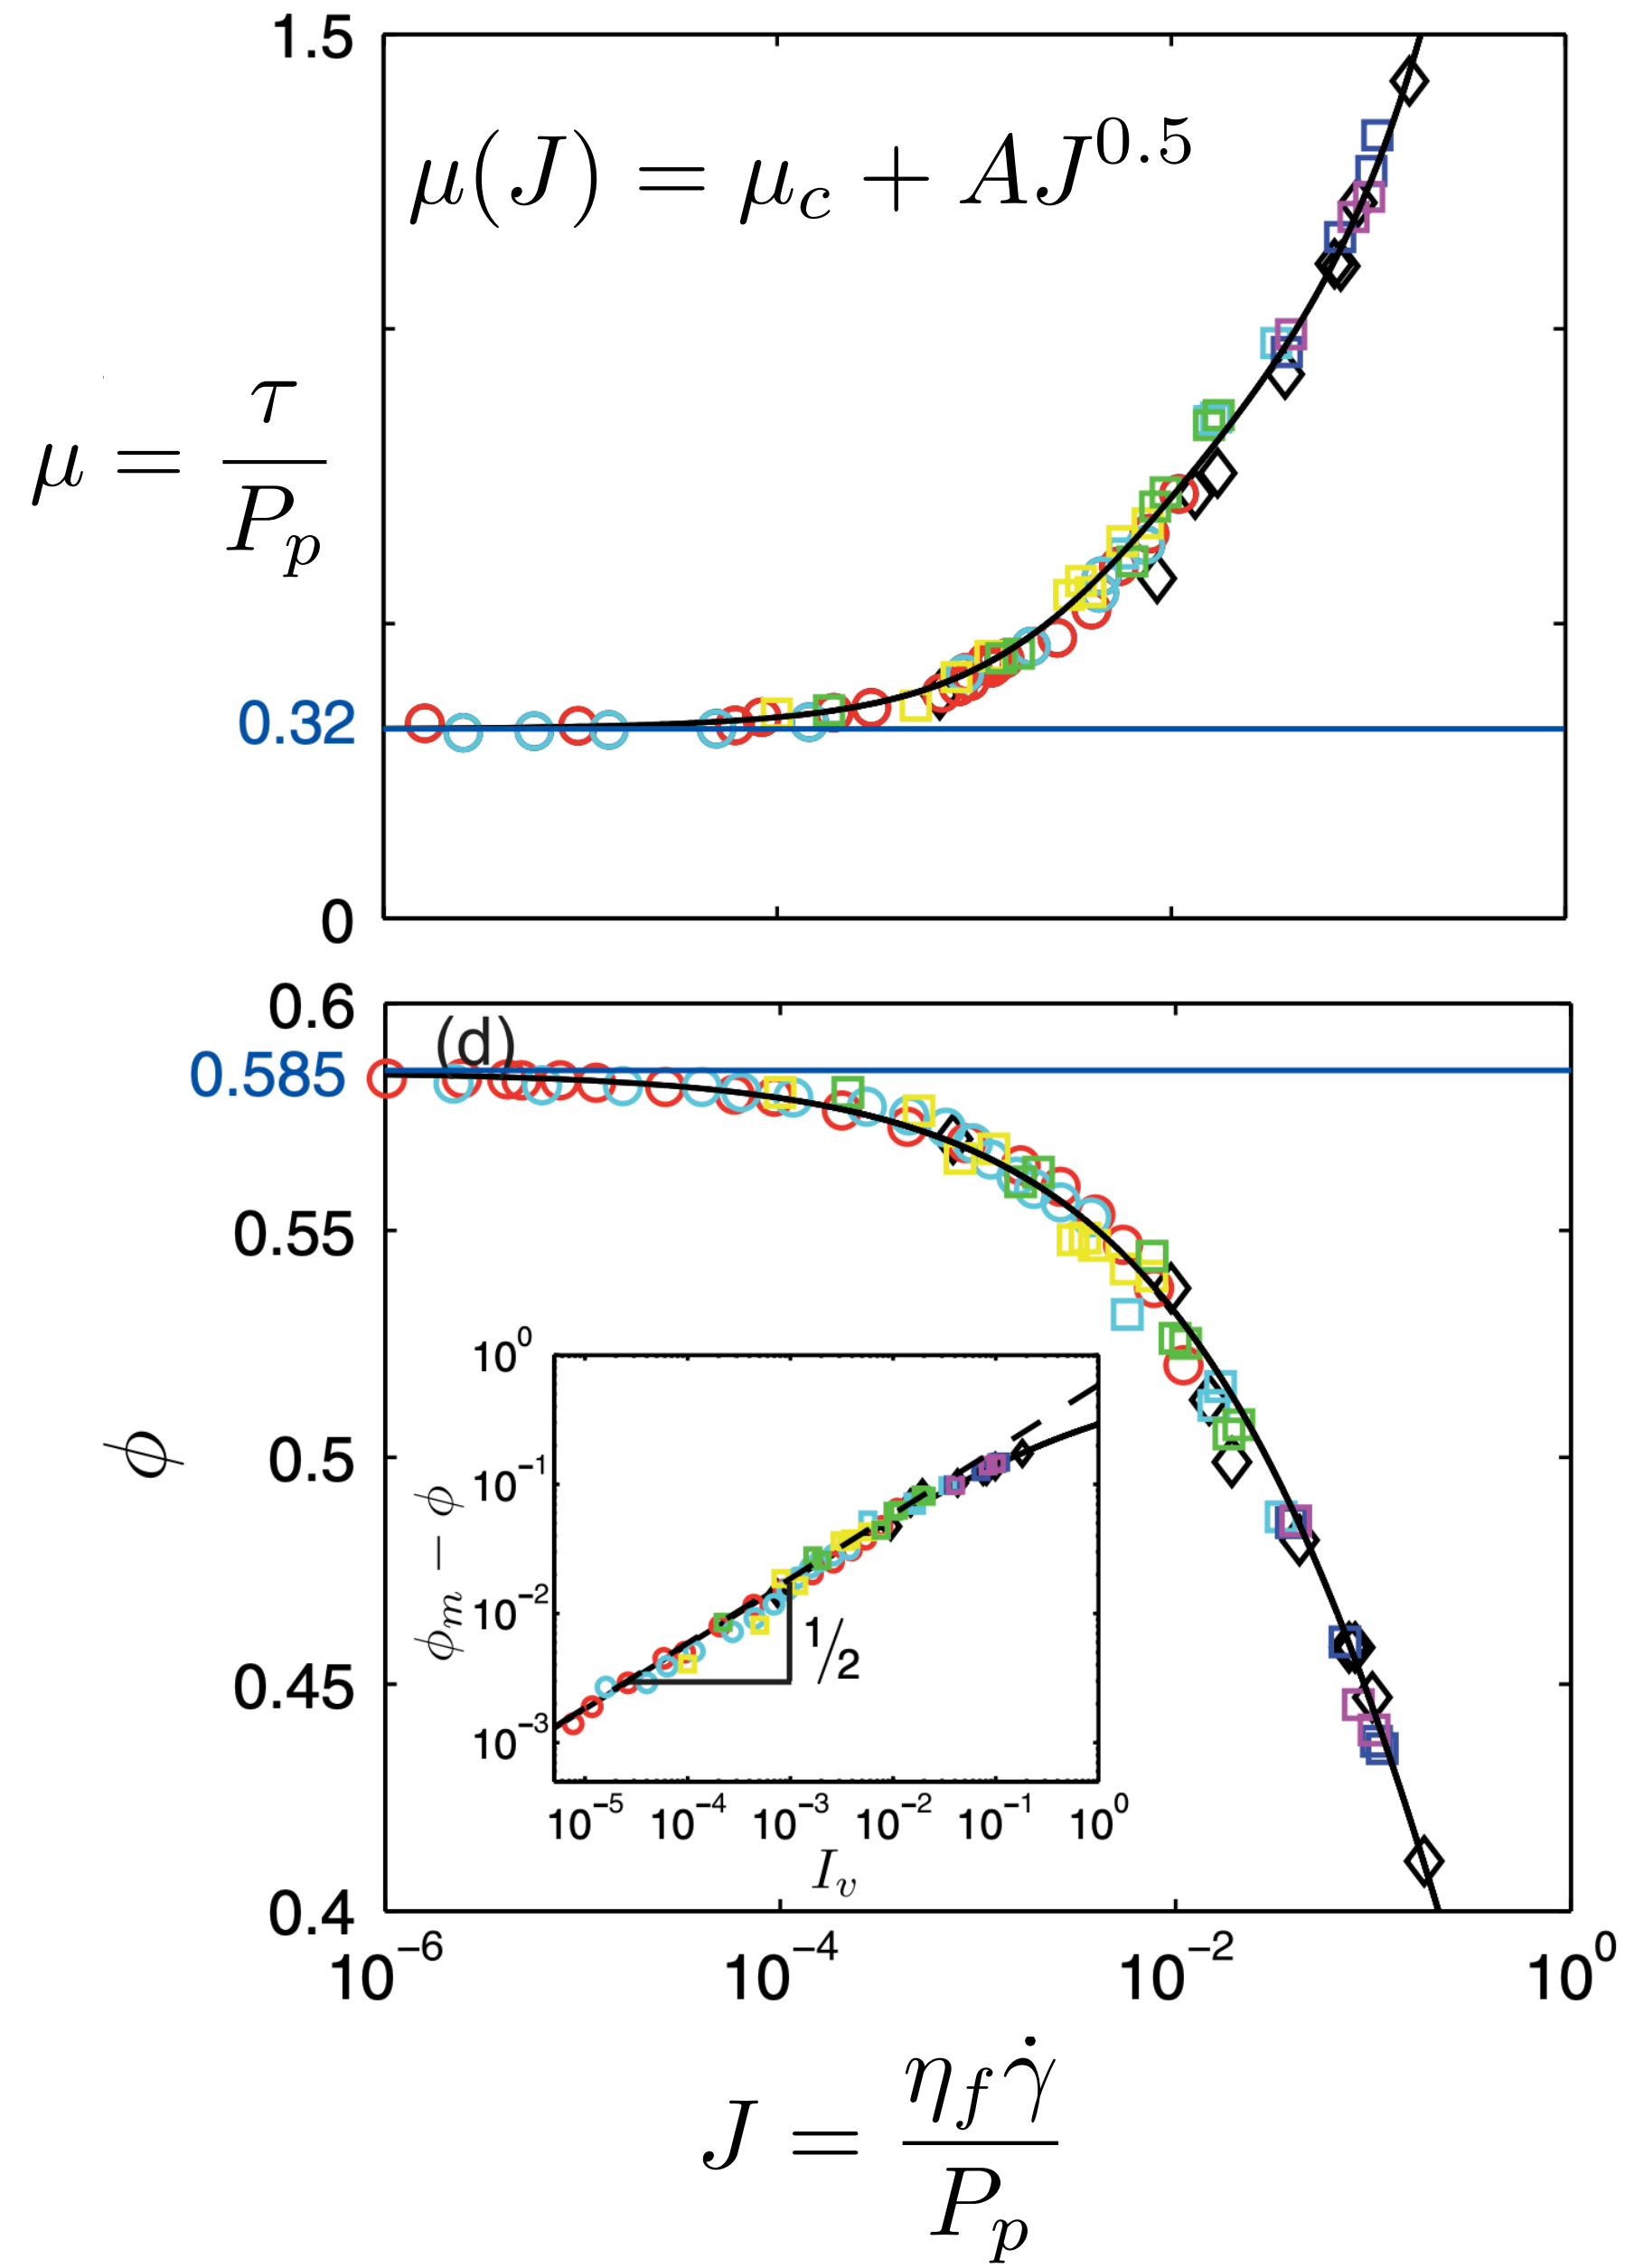 1.5
μ(J) = μ_c + AJ^{0.5}
μ = τ / P_p
0.32
0
0.6
(d)
0.585
0.55
φ
0.5
0.45
0.4
10^0
10^{−1}
10^{−2}
10^{−3}
φ_m − φ
1/2
10^{−5} 10^{−4} 10^{−3} 10^{−2} 10^{−1} 10^0
I_v
10^{−6} 10^{−4} 10^{−2} 10^0
J = η_f γ̇ / P_p